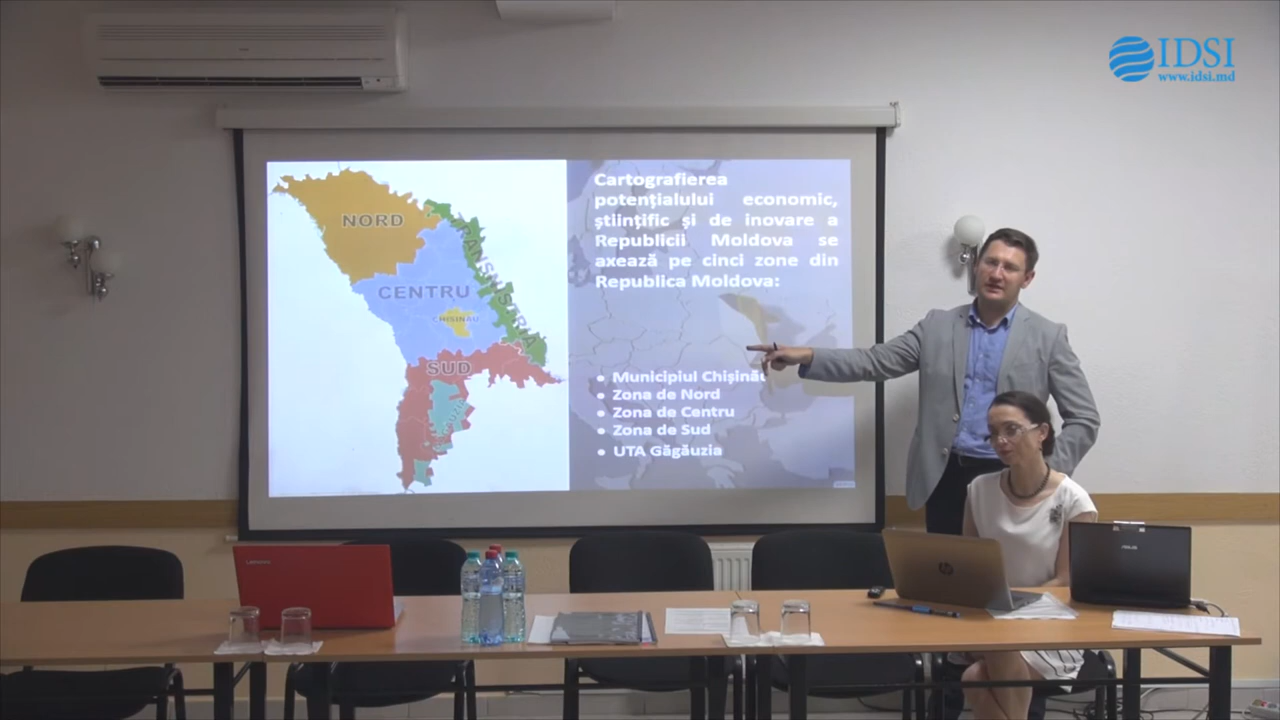 IDSI
www.idsi.md
Cartografierea
potențialului economic,
științific și de inovare a
Republicii Moldova se
axează pe cinci zone din
Republica Moldova:
NORD
TRANSNISTRIA
CENTRU
CHIȘINĂU
SUD
• Municipiul Chișinău
• Zona de Nord
• Zona de Centru
• Zona de Sud
• UTA Găgăuzia
lenovo
hp
ASUS